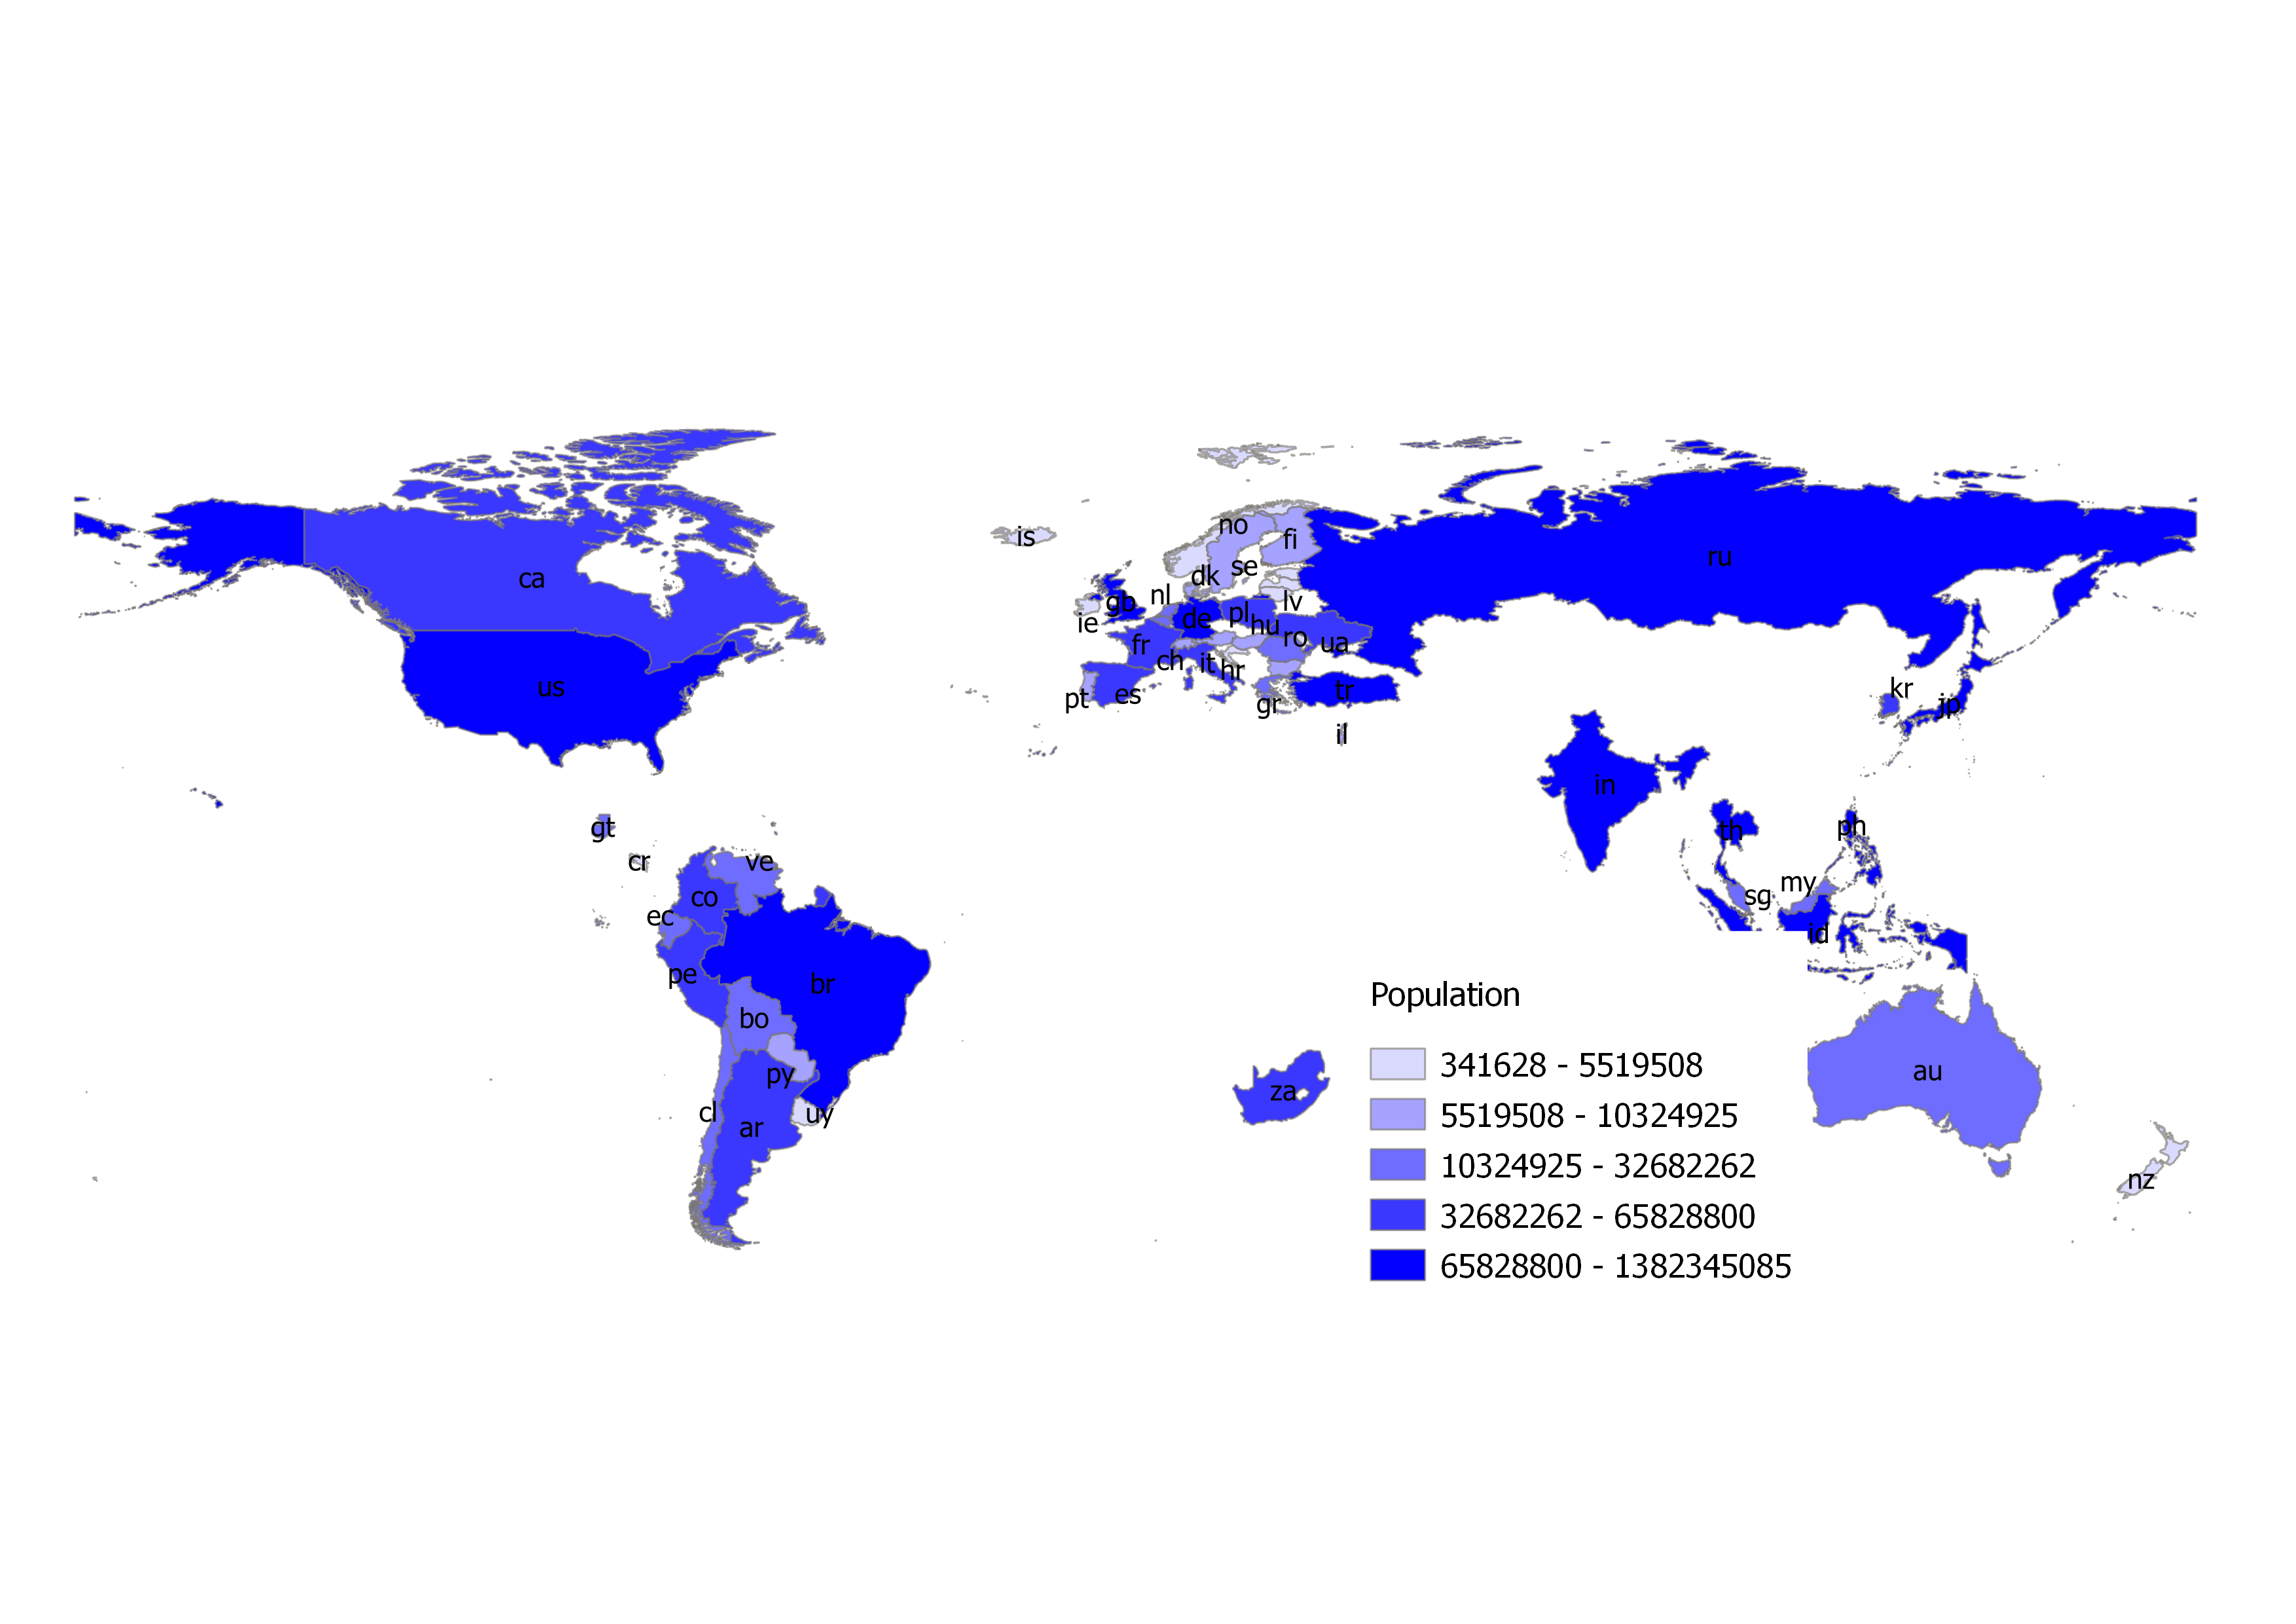 no
is
fi
ru
se
ca
dk
nl
lv
gb
pl
de
ie
hu
ro
ua
fr
ch
it
hr
us
kr
tr
es
pt
gr
jp
il
in
gt
ph
th
cr
ve
my
co
sg
ec
id
pe
br
Population
bo
341628 - 5519508
au
py
za
cl
uy
5519508 - 10324925
ar
10324925 - 32682262
nz
32682262 - 65828800
65828800 - 1382345085